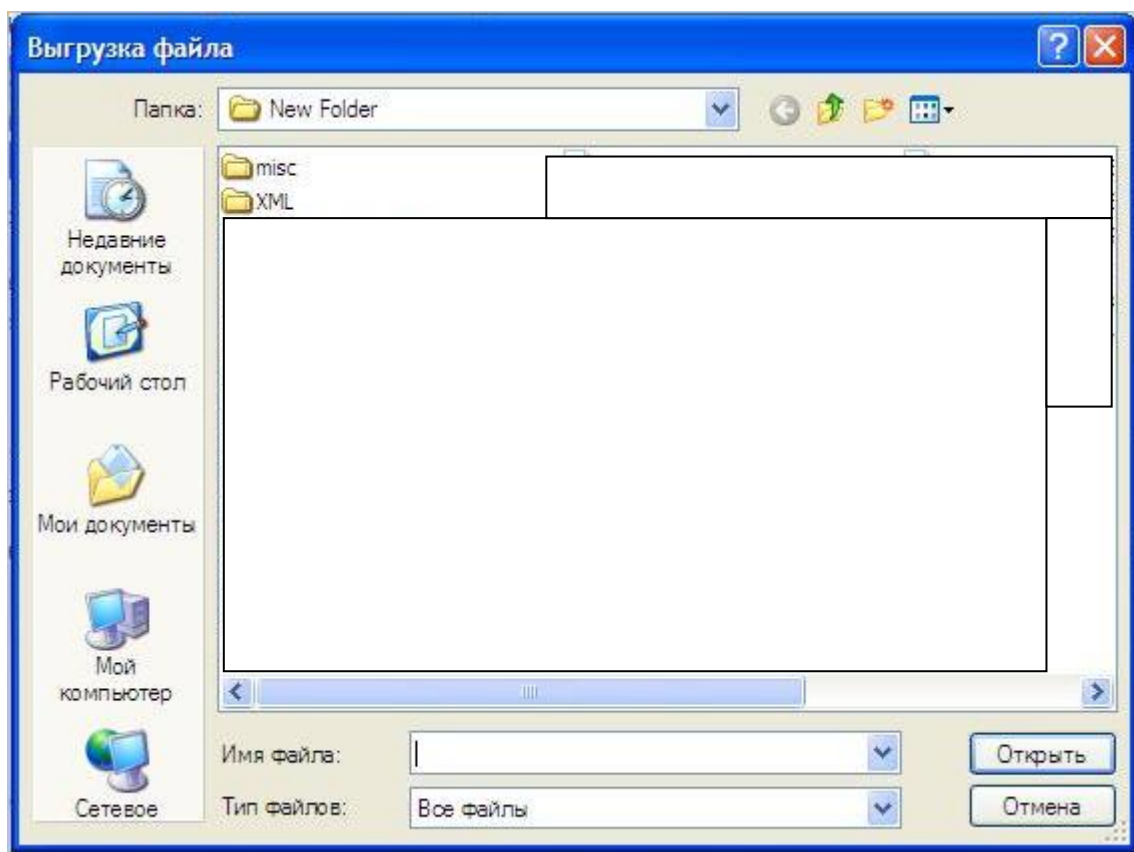 Выгрузка файла
Папка: New Folder
misc
XML
Недавние
документы
Рабочий стол
Мои документы
Мой
компьютер
Сетевое
Имя файла:
Открыть
Тип файлов: Все файлы
Отмена